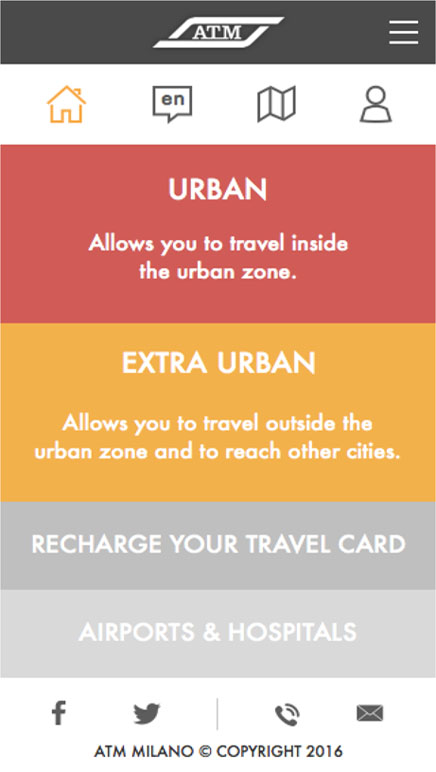 ATM
en
URBAN
Allows you to travel inside
the urban zone.
EXTRA URBAN
Allows you to travel outside the
urban zone and to reach other cities.
RECHARGE YOUR TRAVEL CARD
AIRPORTS & HOSPITALS
ATM MILANO © COPYRIGHT 2016